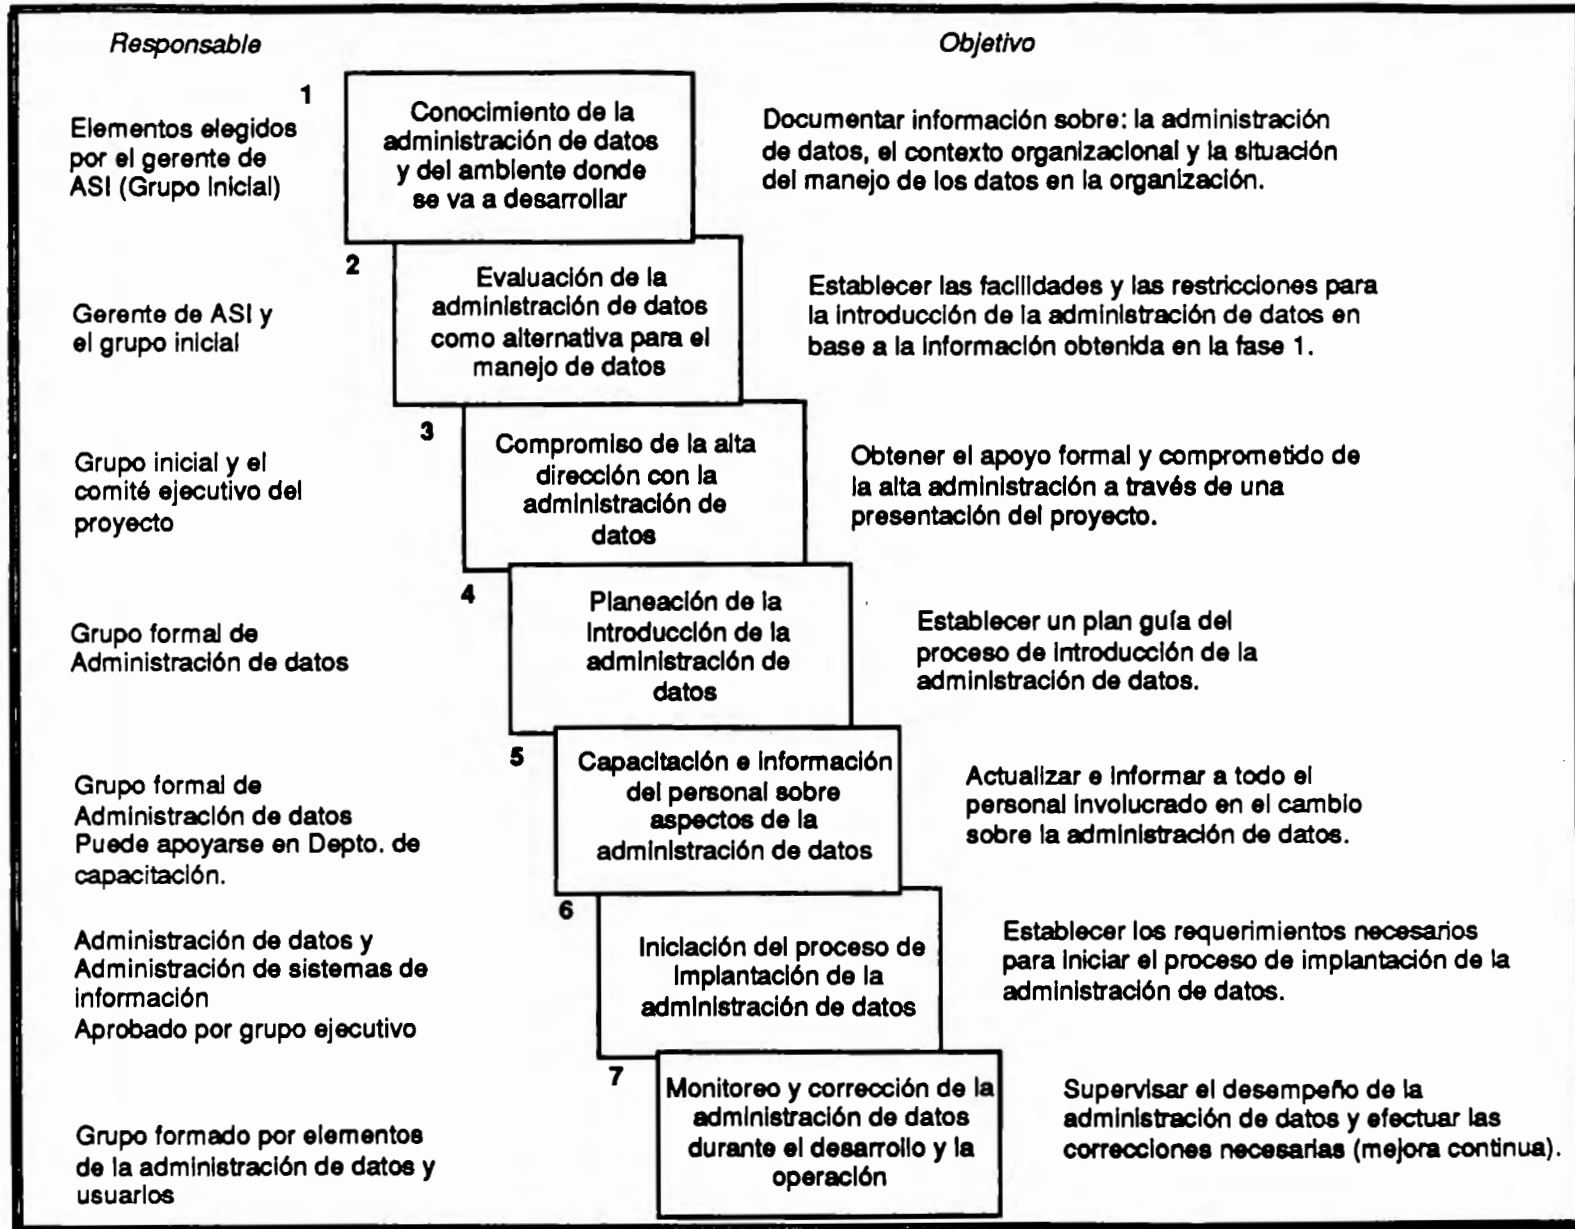 Responsable
Objetivo
1
Elementos elegidos
por el gerente de
ASI (Grupo Inicial)
Conocimiento de la
administración de datos
y del ambiente donde
se va a desarrollar
Documentar información sobre: la administración
de datos, el contexto organizacional y la situación
del manejo de los datos en la organización.
2
Gerente de ASI y
el grupo inicial
Evaluación de la
administración de datos
como alternativa para el
manejo de datos
Establecer las facilidades y las restricciones para
la introducción de la administración de datos en
base a la información obtenida en la fase 1.
3
Grupo inicial y el
comité ejecutivo del
proyecto
Compromiso de la alta
dirección con la
administración de
datos
Obtener el apoyo formal y comprometido de
la alta administración a través de una
presentación del proyecto.
4
Grupo formal de
Administración de datos
Planeación de la
Introducción de la
administración de
datos
Establecer un plan guía del
proceso de introducción de la
administración de datos.
5
Grupo formal de
Administración de datos
Puede apoyarse en Depto. de
capacitación.
Capacitación e información
del personal sobre
aspectos de la
administración de datos
Actualizar e informar a todo el
personal involucrado en el cambio
sobre la administración de datos.
6
Administración de datos y
Administración de sistemas de
información
Aprobado por grupo ejecutivo
Iniciación del proceso de
Implantación de la
administración de datos
Establecer los requerimientos necesarios
para iniciar el proceso de implantación de la
administración de datos.
7
Grupo formado por elementos
de la administración de datos y
usuarios
Monitoreo y corrección de la
administración de datos
durante el desarrollo y la
operación
Supervisar el desempeño de la
administración de datos y efectuar las
correcciones necesarias (mejora continua).